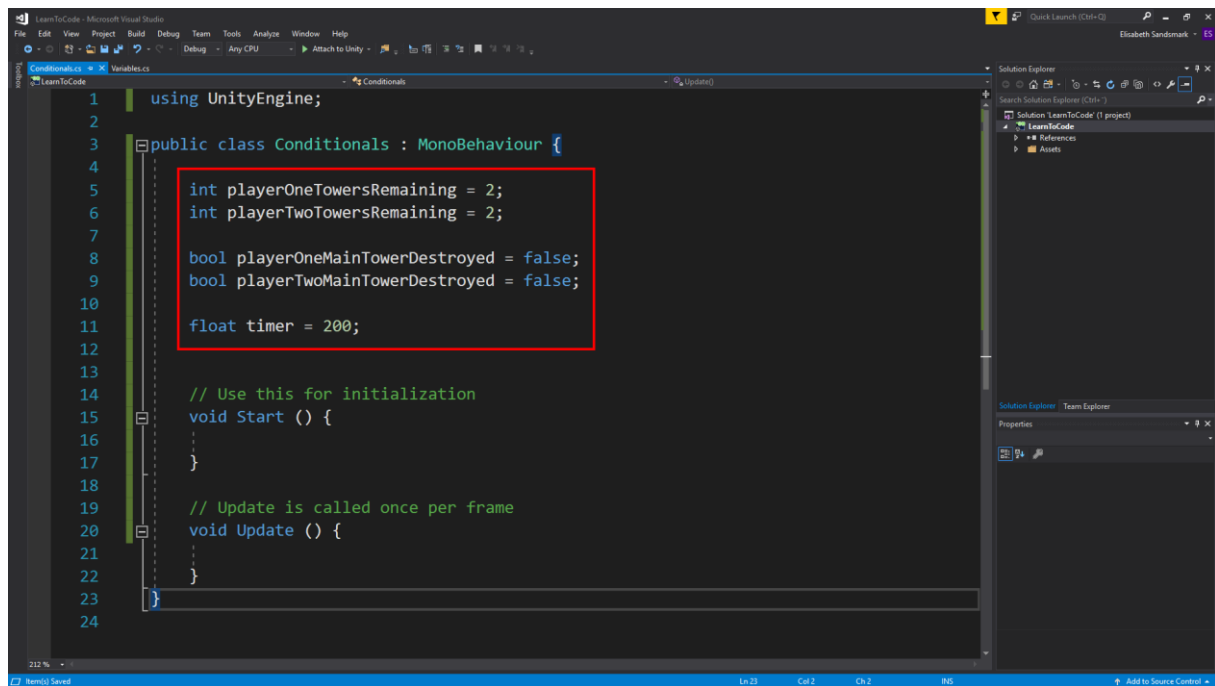 LearnToCode - Microsoft Visual Studio
Quick Launch (Ctrl+Q)
File Edit View Project Build Debug Team Tools Analyze Window Help
Elisabeth Sandsmark
ES
Debug Any CPU Attach to Unity
Toolbox
Conditionals.cs Variables.cs
LearnToCode Conditionals Update()
1 using UnityEngine;
2
3 public class Conditionals : MonoBehaviour {
4
5 int playerOneTowersRemaining = 2;
6 int playerTwoTowersRemaining = 2;
7
8 bool playerOneMainTowerDestroyed = false;
9 bool playerTwoMainTowerDestroyed = false;
10
11 float timer = 200;
12
13
14 // Use this for initialization
15 void Start () {
16
17 }
18
19 // Update is called once per frame
20 void Update () {
21
22 }
23 }
24
212 %
Solution Explorer
Search Solution Explorer (Ctrl+')
Solution 'LearnToCode' (1 project)
LearnToCode
References
Assets
Solution Explorer Team Explorer
Properties
Item(s) Saved Ln 23 Col 2 Ch 2 INS Add to Source Control